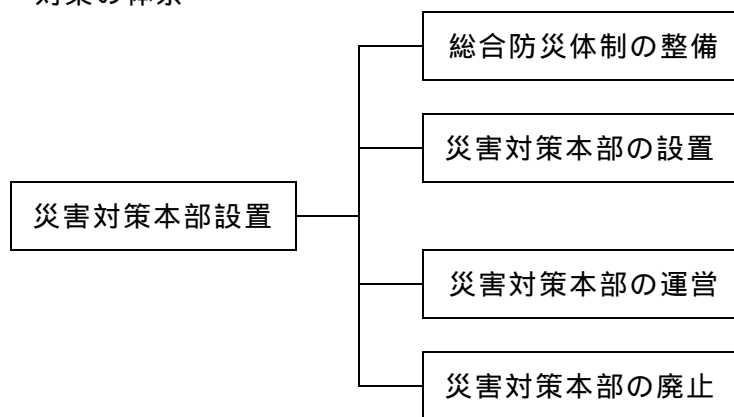 対策の体系
総合防災体制の整備
災害対策本部の設置
災害対策本部設置
災害対策本部の運営
災害対策本部の廃止